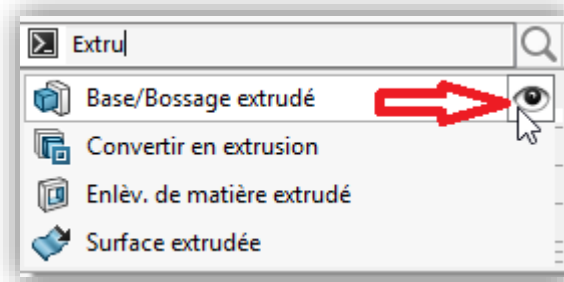 Extru
Base/Bossage extrudé
Convertir en extrusion
Enlèv. de matière extrudé
Surface extrudée